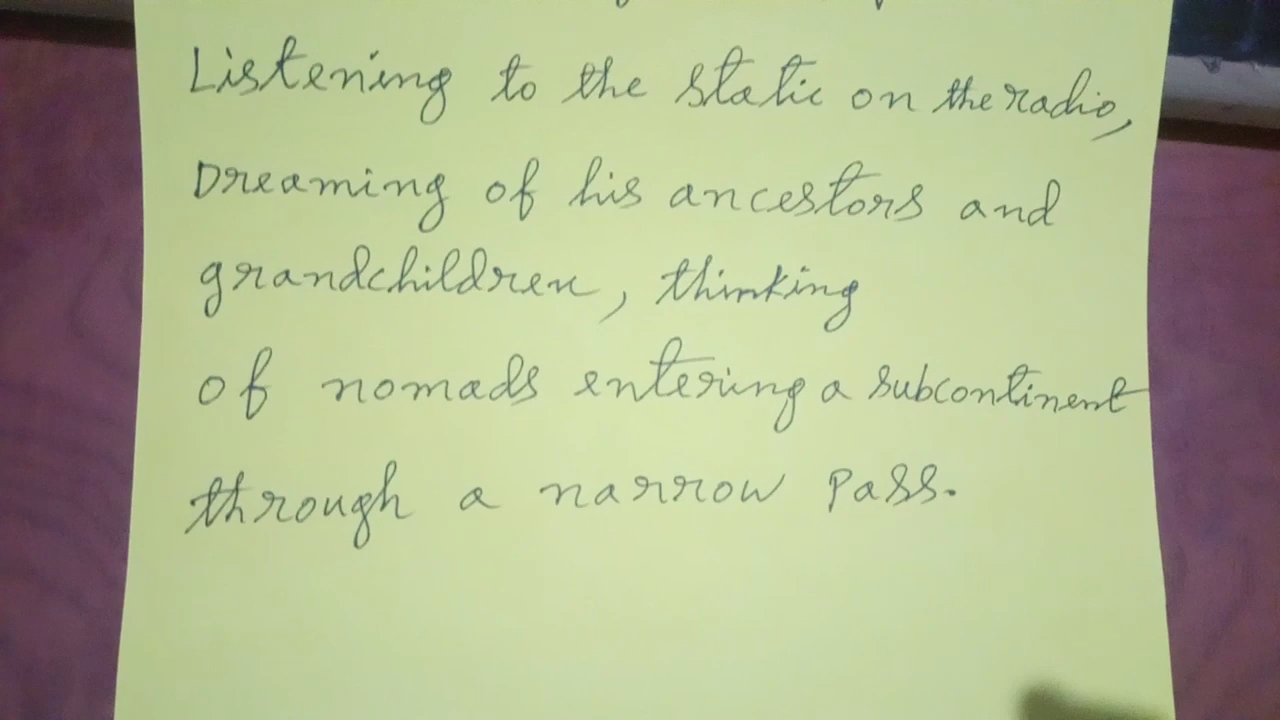 Listening to the static on the radio,
Dreaming of his ancestors and
grandchildren, thinking
of nomads entering a subcontinent
through a narrow pass.